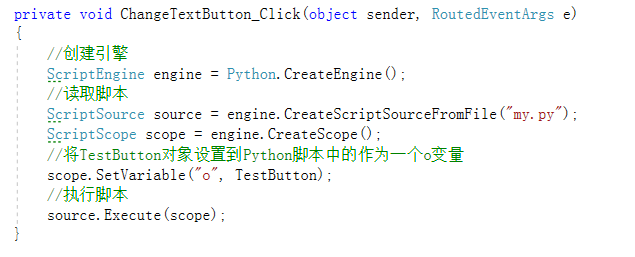 private void ChangeTextButton_Click(object sender, RoutedEventArgs e)
{
//创建引擎
ScriptEngine engine = Python.CreateEngine();
//读取脚本
ScriptSource source = engine.CreateScriptSourceFromFile("my.py");
ScriptScope scope = engine.CreateScope();
//将TestButton对象设置到Python脚本中的作为一个o变量
scope.SetVariable("o", TestButton);
//执行脚本
source.Execute(scope);
}